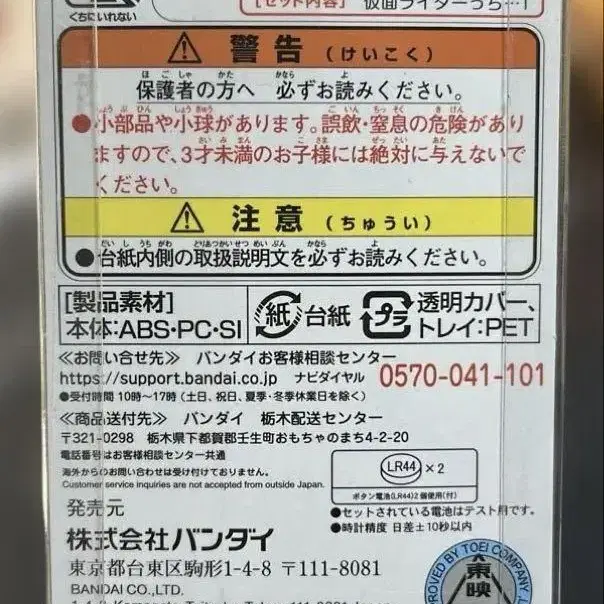 くちにいれない
[セット内容] 仮面ライダーうち…1
警告(けいこく)
保護者の方へ 必ずお読みください。
●小部品や小球があります。誤飲・窒息の危険があり
ますので、3才未満のお子様には絶対に与えないで
ください。
注意(ちゅうい)
●台紙内側の取扱説明文を必ずお読みください。
[製品素材]
本体:ABS・PC・SI
紙 台紙
プラ 透明カバー、
トレイ:PET
≪お問い合せ先≫ バンダイお客様相談センター
https://support.bandai.co.jp ナビダイヤル 0570-041-101
●受付時間 10時〜17時(土日、祝日、夏季・冬季休業日を除く)
≪商品送付先≫ バンダイ 栃木配送センター
〒321-0298 栃木県下都賀郡壬生町おもちゃのまち4-2-20
電話番号はお客様相談センター共通
海外からのお問い合わせは受け付けておりません。
Customer service inquiries are not accepted from outside Japan.
LR44 ×2
ボタン電池(LR44)2個使用(付)
●セットされている電池はテスト用です。
●時計精度 日差±10秒以内
発売元
株式会社バンダイ
東京都台東区駒形1-4-8 〒111-8081
BANDAI CO.,LTD.
ROVED BY TOEI COMPANY
東映